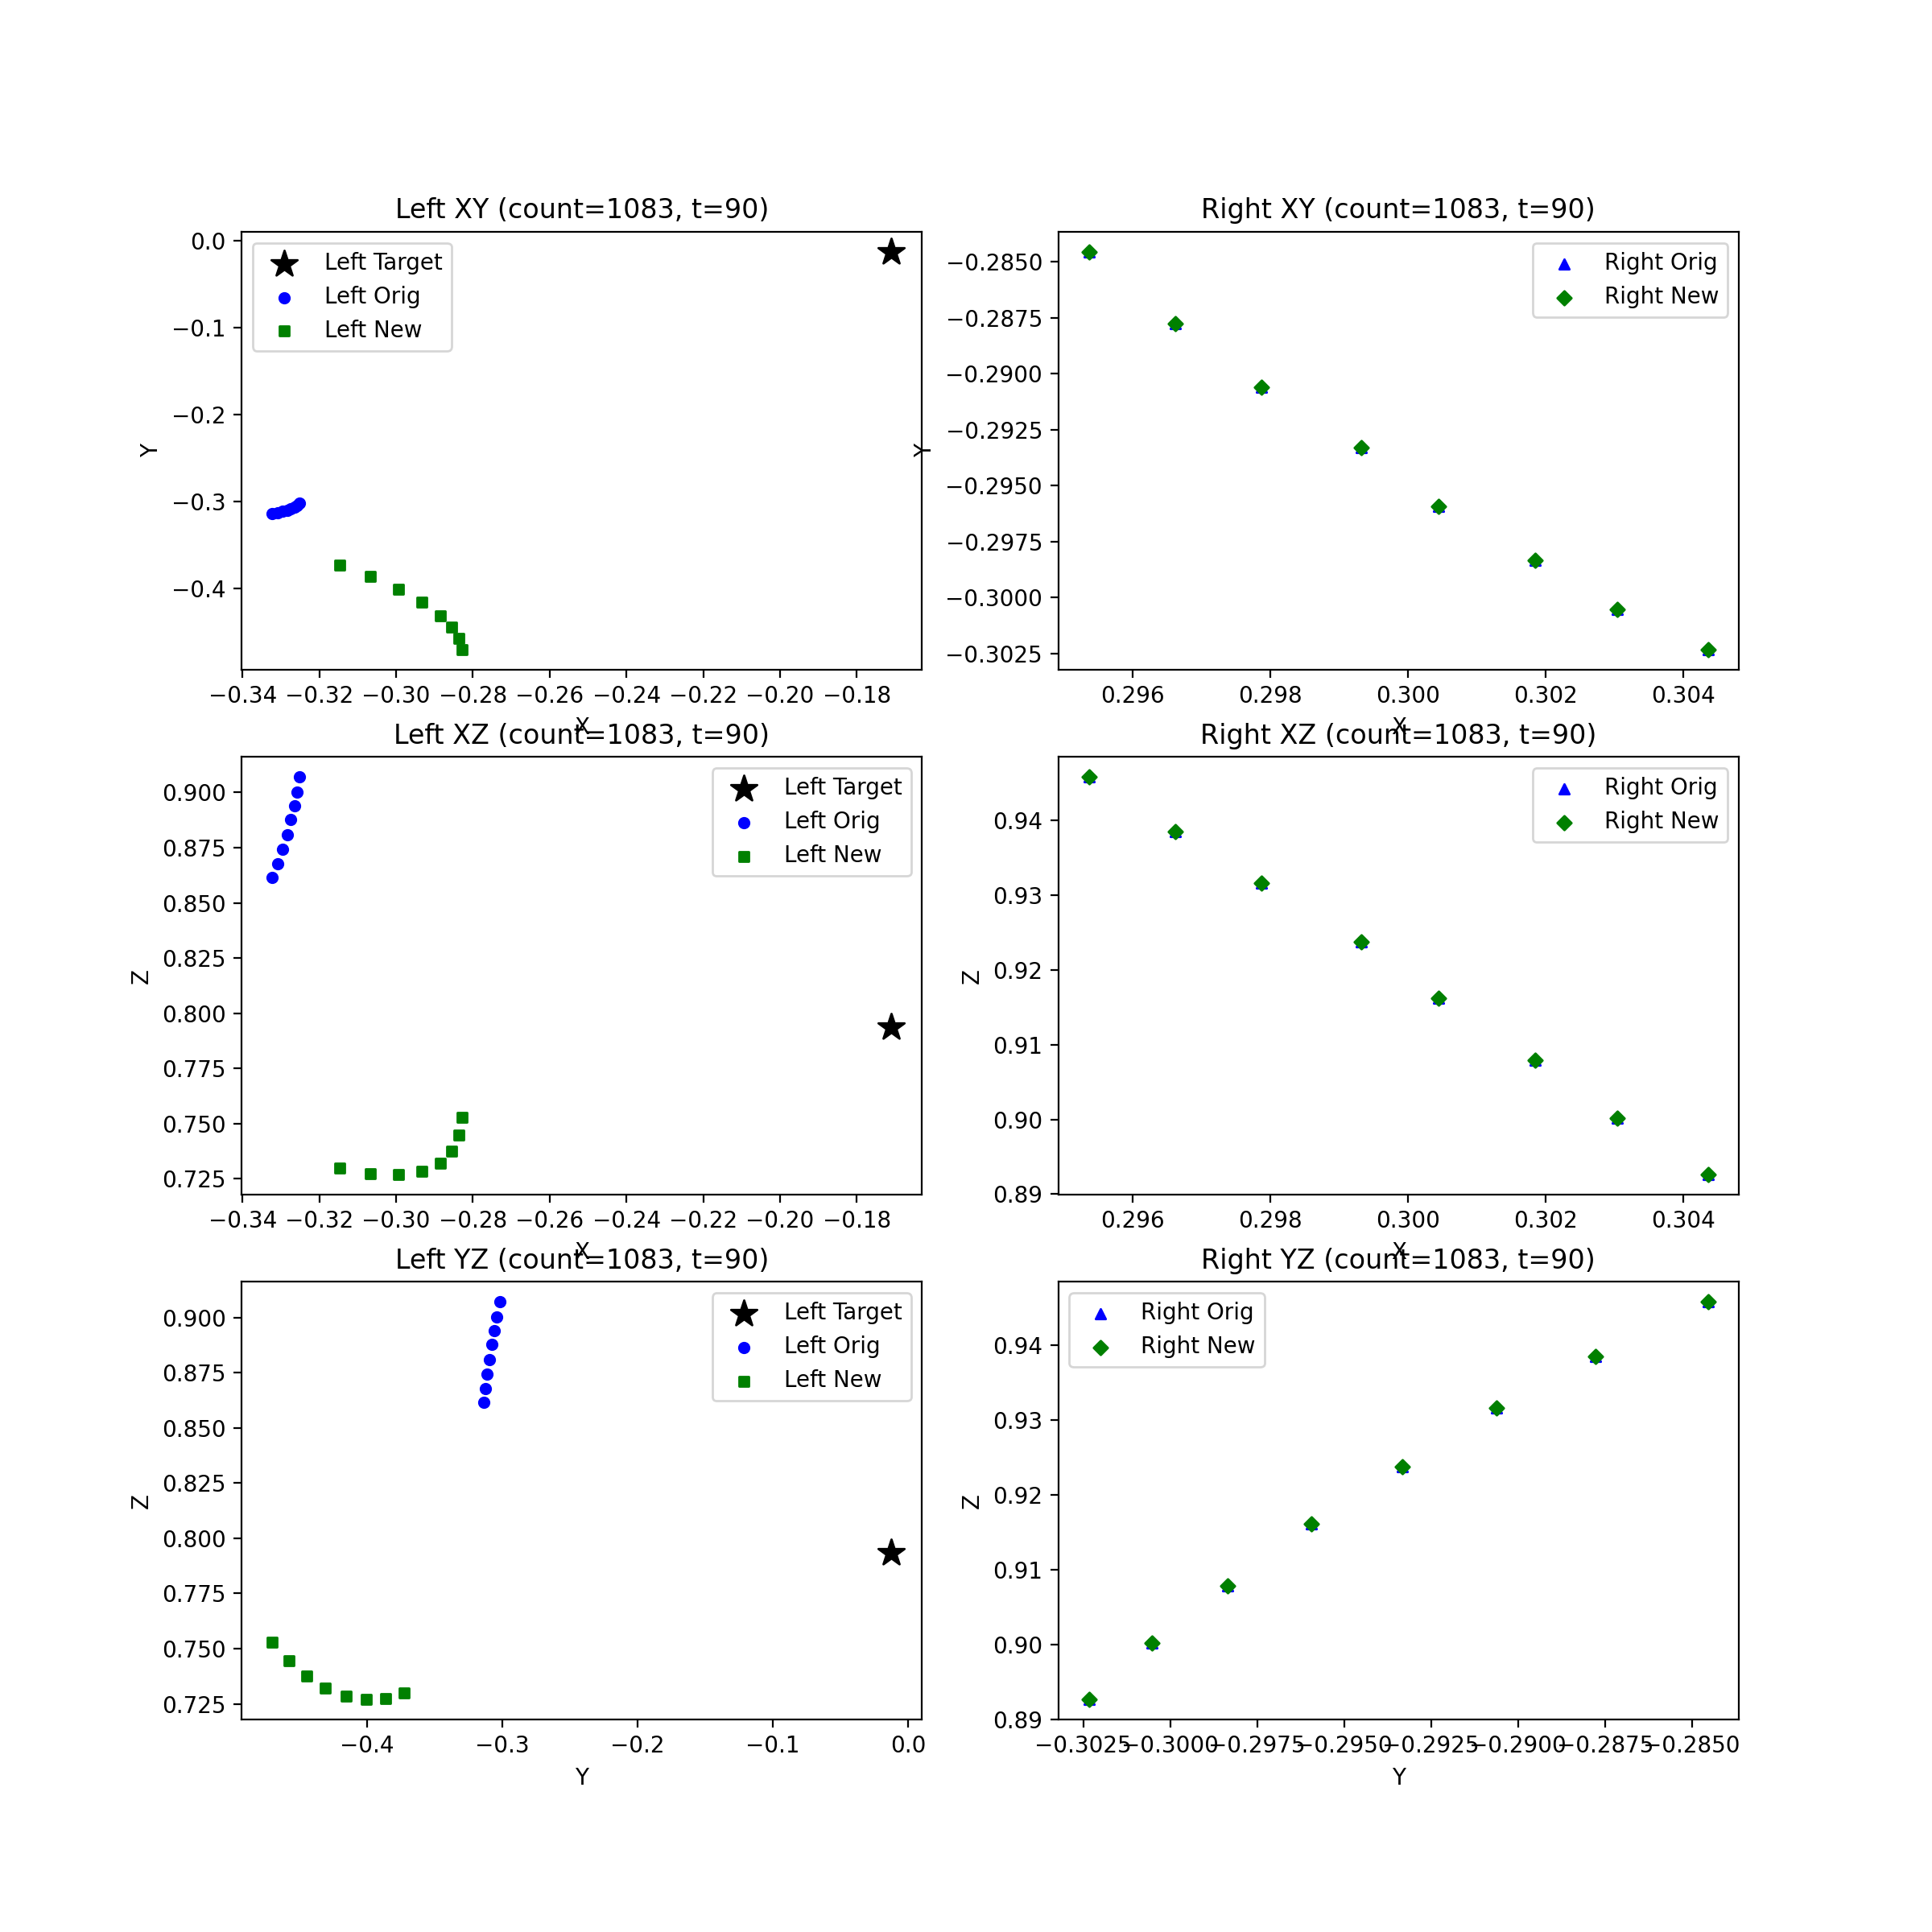 Left XY (count=1083, t=90)
Left Target
Left Orig
Left New
0.0
−0.1
−0.2
−0.3
−0.4
Y
−0.34 −0.32 −0.30 −0.28 −0.26 −0.24 −0.22 −0.20 −0.18
X
Right XY (count=1083, t=90)
Right Orig
Right New
−0.2850
−0.2875
−0.2900
−0.2925
−0.2950
−0.2975
−0.3000
−0.3025
Y
0.296 0.298 0.300 0.302 0.304
X
Left XZ (count=1083, t=90)
Left Target
Left Orig
Left New
0.900
0.875
0.850
0.825
0.800
0.775
0.750
0.725
Z
−0.34 −0.32 −0.30 −0.28 −0.26 −0.24 −0.22 −0.20 −0.18
X
Right XZ (count=1083, t=90)
Right Orig
Right New
0.94
0.93
0.92
0.91
0.90
0.89
Z
0.296 0.298 0.300 0.302 0.304
X
Left YZ (count=1083, t=90)
Left Target
Left Orig
Left New
0.900
0.875
0.850
0.825
0.800
0.775
0.750
0.725
Z
−0.4 −0.3 −0.2 −0.1 0.0
Y
Right YZ (count=1083, t=90)
Right Orig
Right New
0.94
0.93
0.92
0.91
0.90
0.89
Z
−0.3025 −0.3000 −0.2975 −0.2950 −0.2925 −0.2900 −0.2875 −0.2850
Y